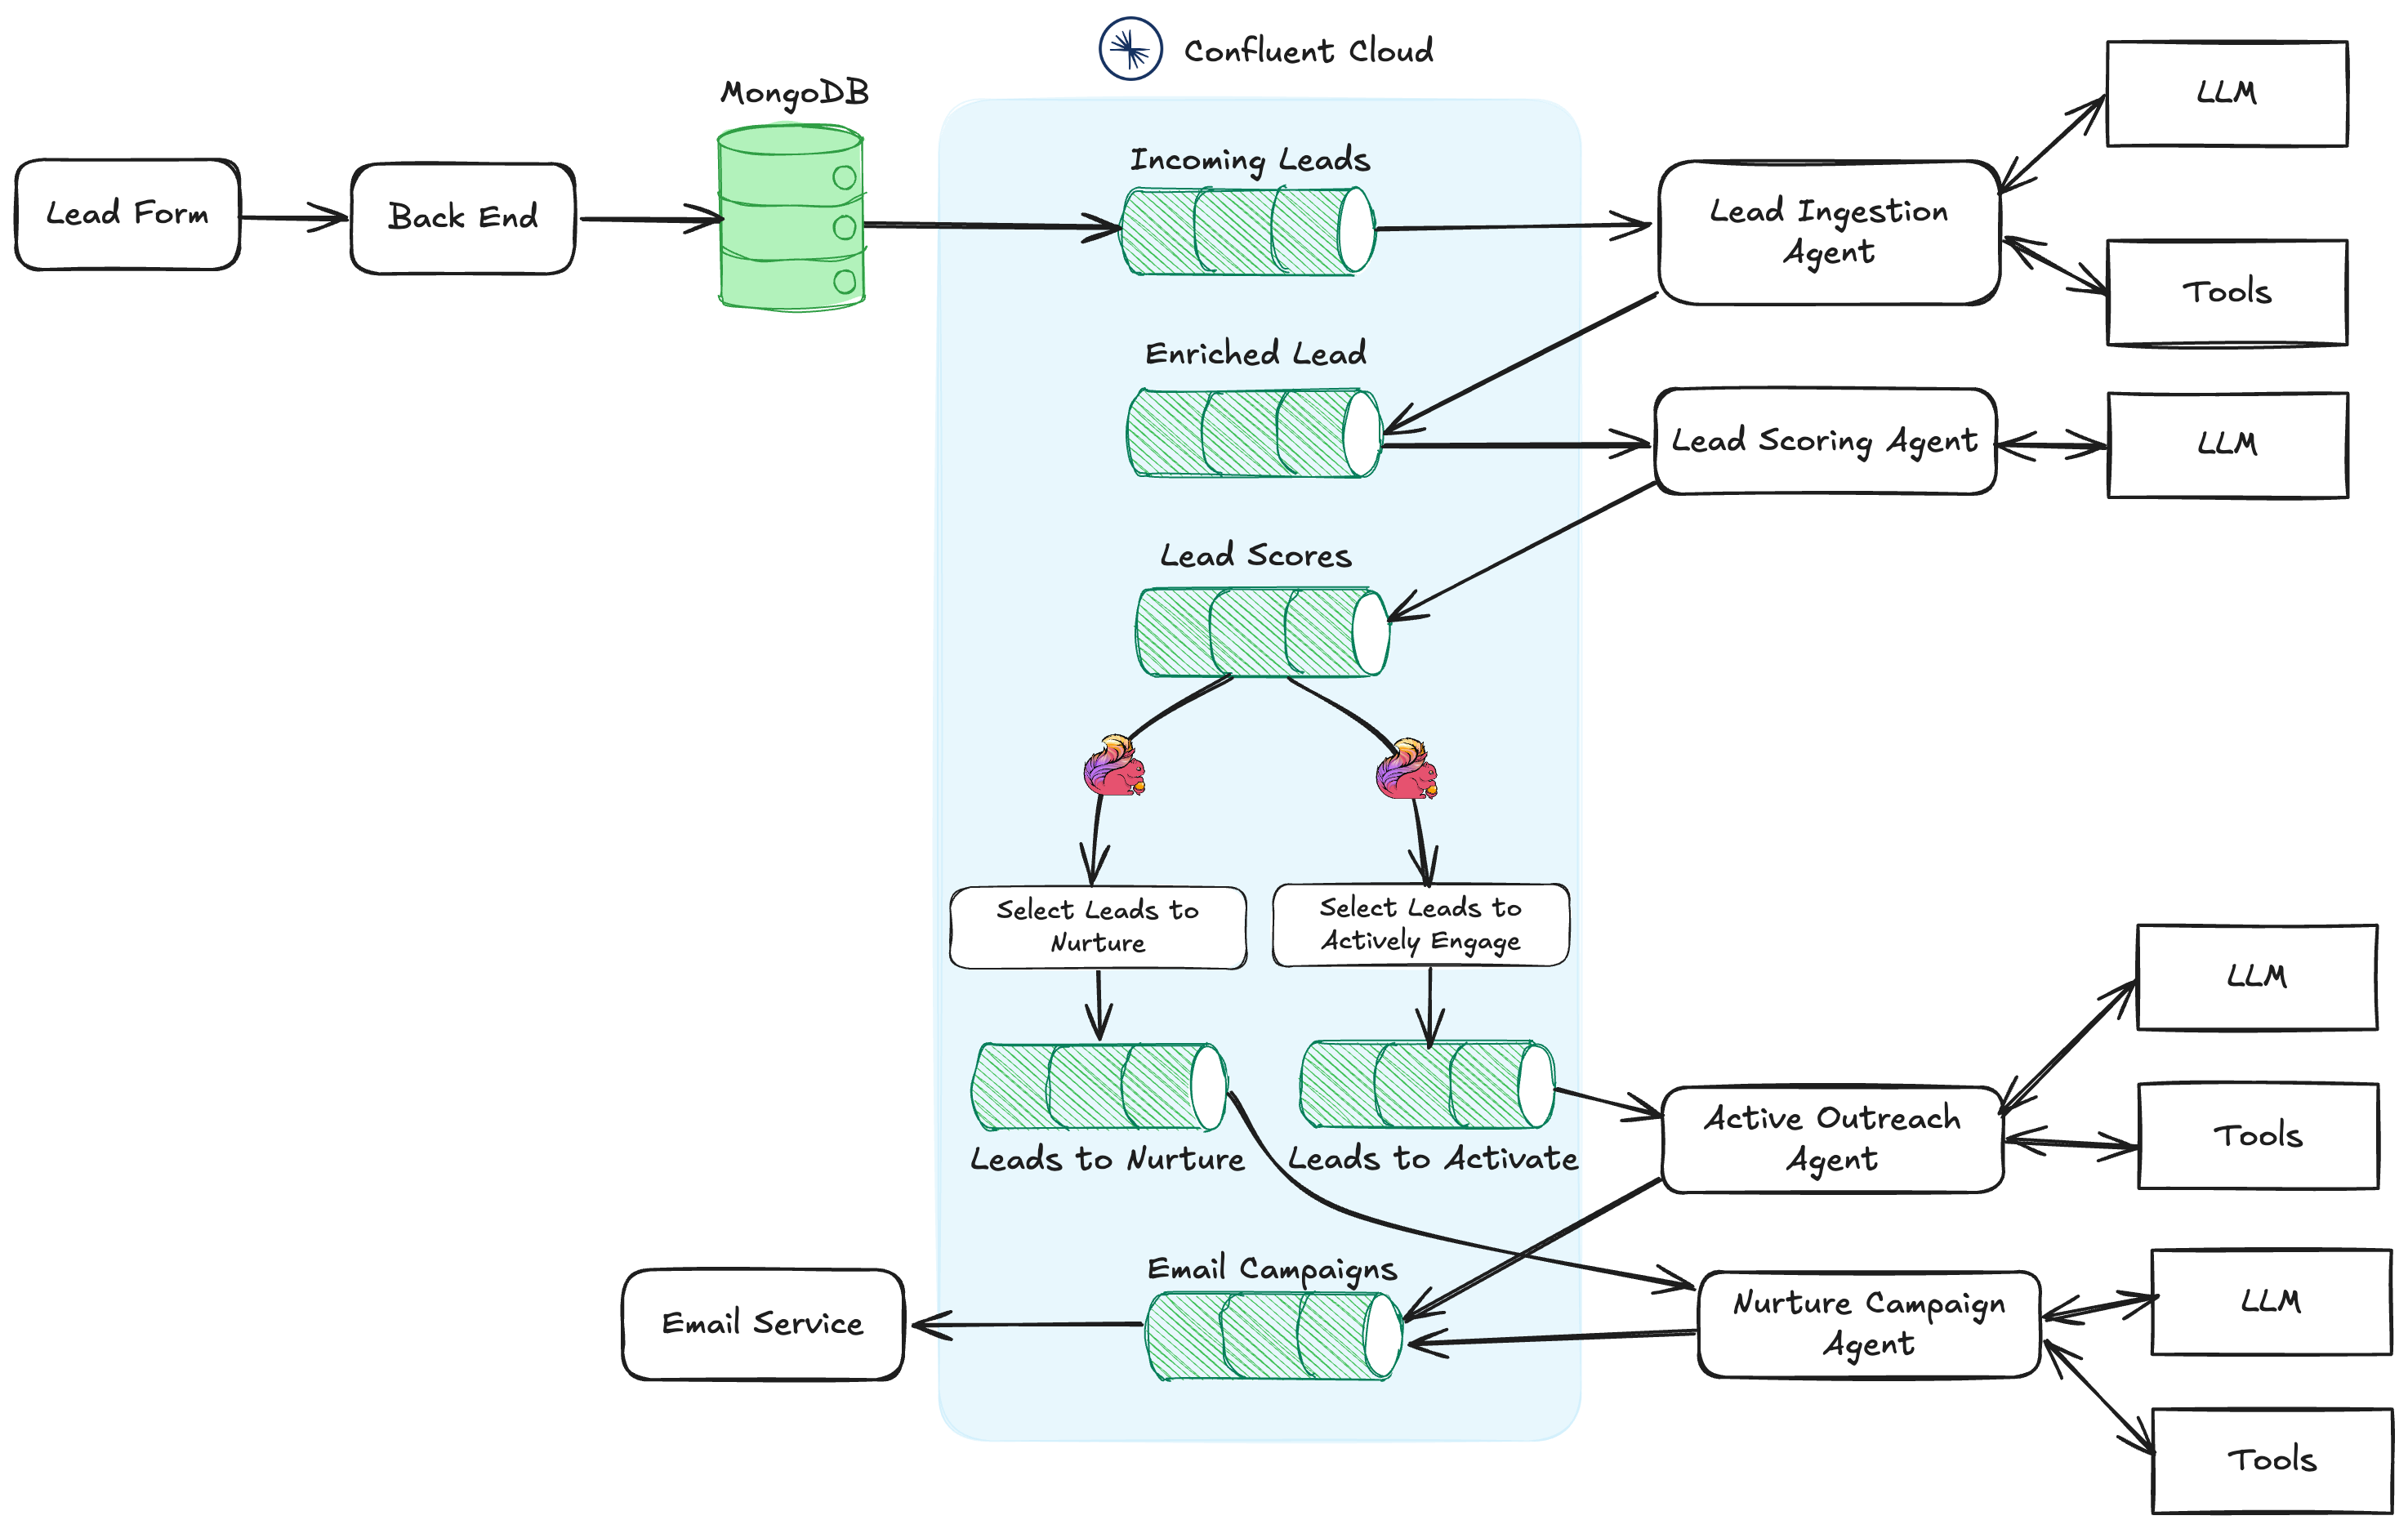 Confluent Cloud
MongoDB
LLM
Incoming Leads
Lead Form
Back End
Lead Ingestion
Agent
Tools
Enriched Lead
Lead Scoring Agent
LLM
Lead Scores
Select Leads to
Nurture
Select Leads to
Actively Engage
LLM
Leads to Nurture
Leads to Activate
Active Outreach
Agent
Tools
Email Campaigns
Email Service
Nurture Campaign
Agent
LLM
Tools